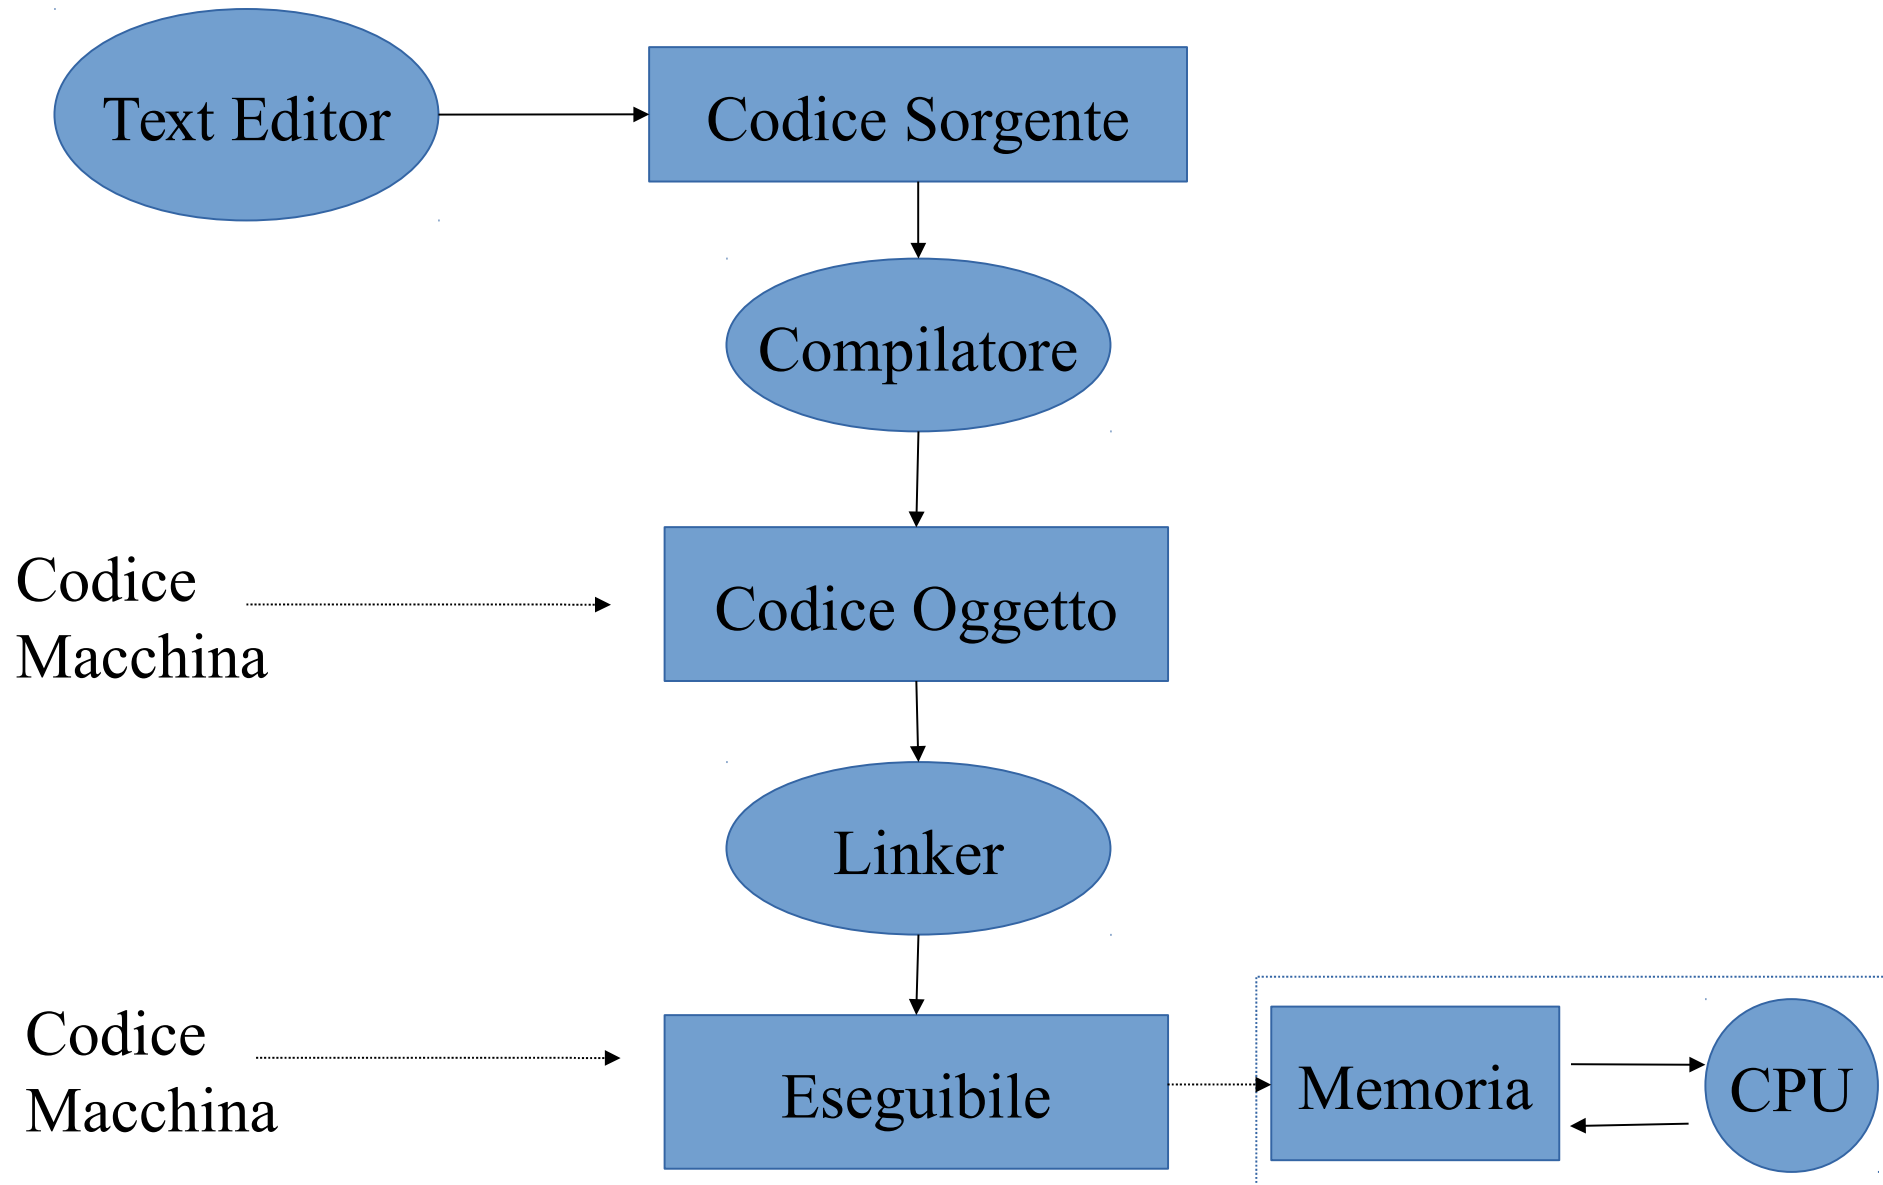 Text Editor
Codice Sorgente
Compilatore
Codice
Macchina
Codice Oggetto
Linker
Codice
Macchina
Eseguibile
Memoria
CPU